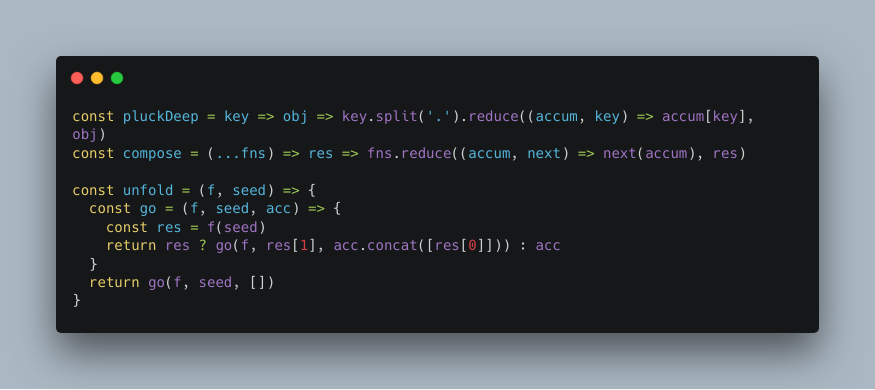 const pluckDeep = key => obj => key.split('.').reduce((accum, key) => accum[key],
obj)
const compose = (...fns) => res => fns.reduce((accum, next) => next(accum), res)
const unfold = (f, seed) => {
  const go = (f, seed, acc) => {
    const res = f(seed)
    return res ? go(f, res[1], acc.concat([res[0]])) : acc
  }
  return go(f, seed, [])
}